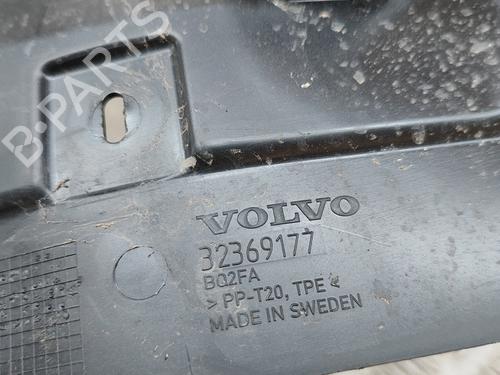 B-PARTS
VOLVO
32369177
BQ2FA
> PP-T20, TPE <
MADE IN SWEDEN